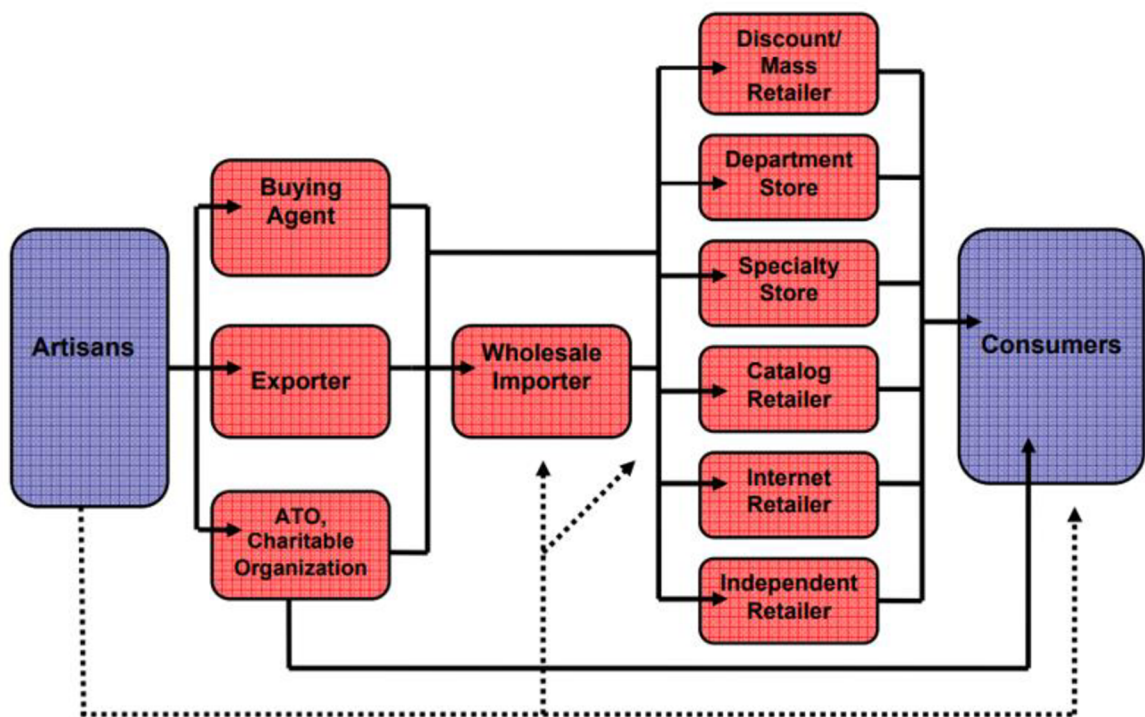 Artisans
Buying
Agent
Exporter
ATO,
Charitable
Organization
Wholesale
Importer
Discount/
Mass
Retailer
Department
Store
Specialty
Store
Catalog
Retailer
Internet
Retailer
Independent
Retailer
Consumers